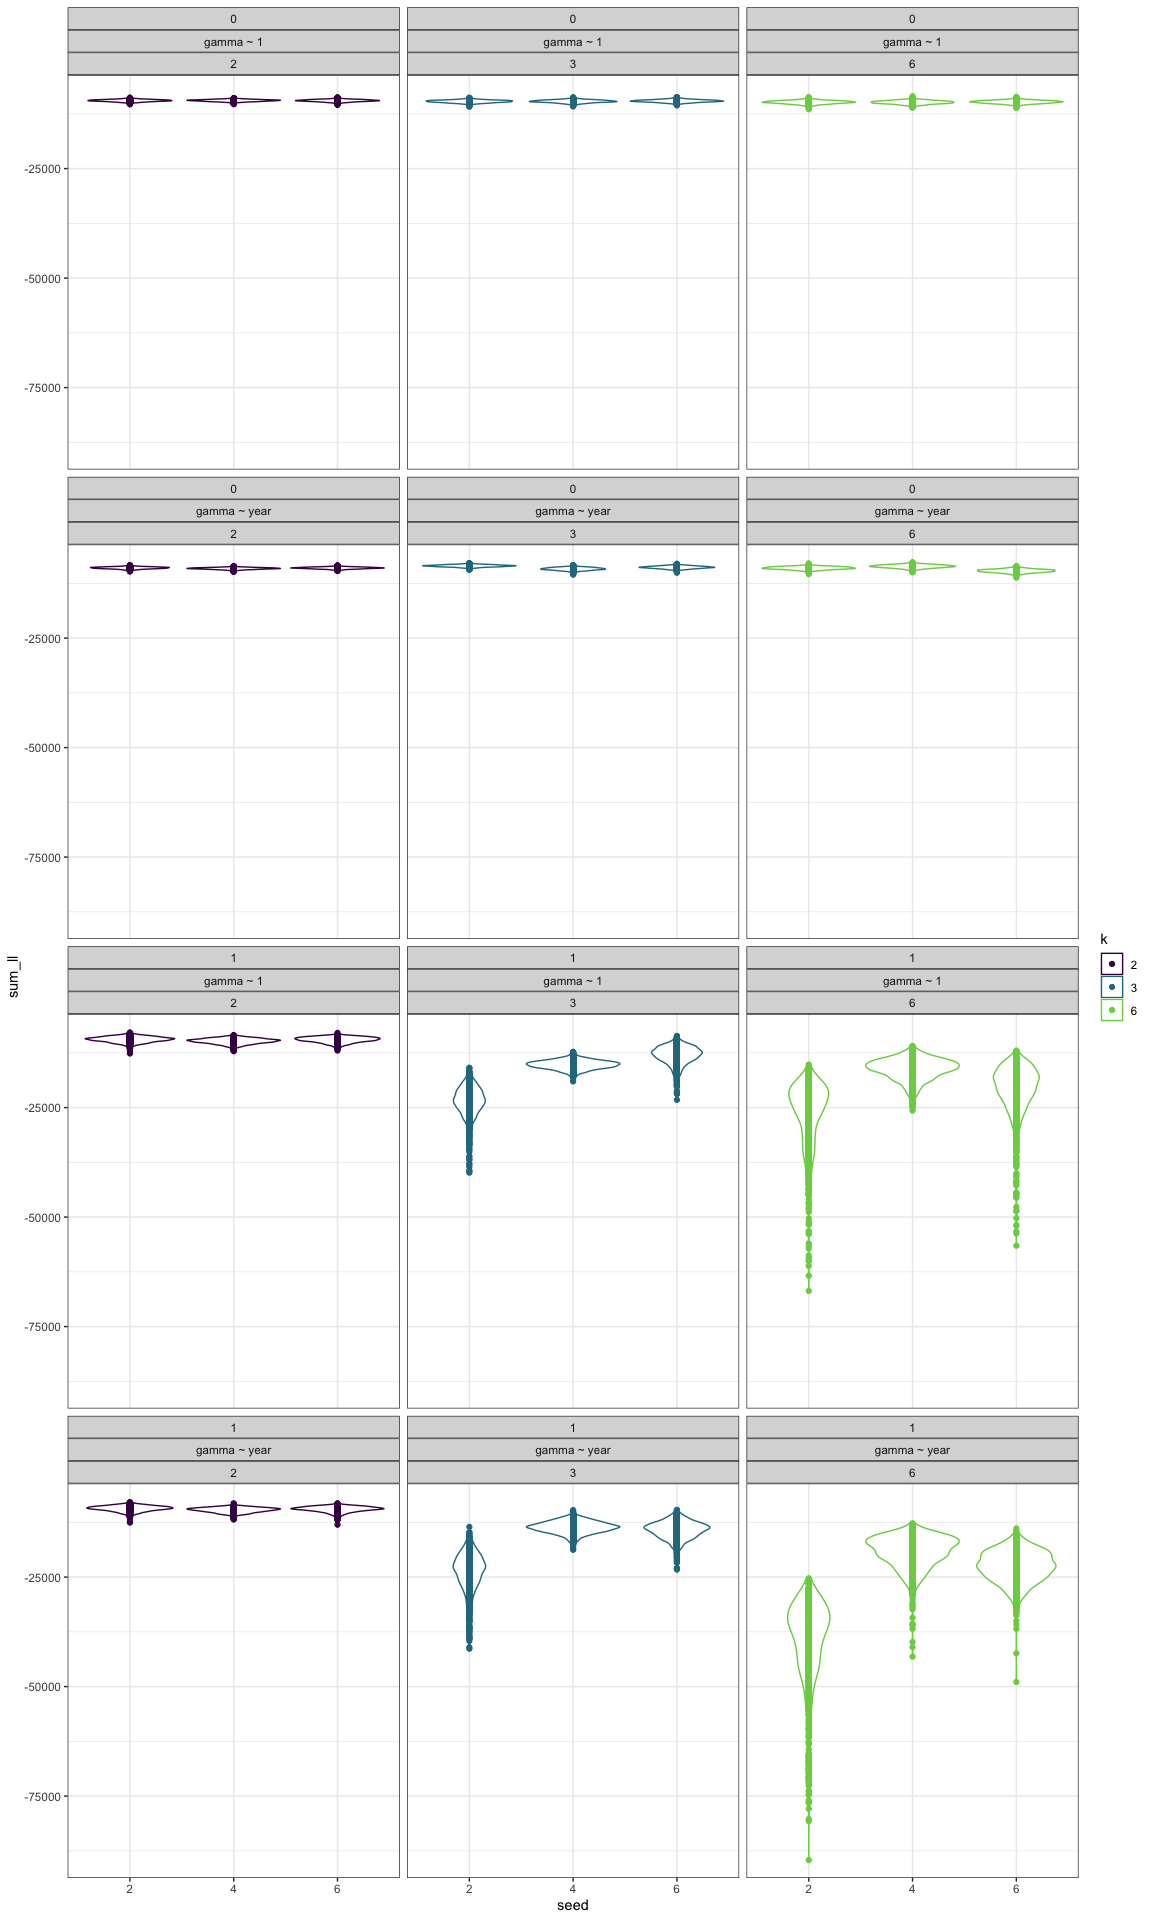 0 0 0
gamma ~ 1 gamma ~ 1 gamma ~ 1
2 3 6
-25000
-50000
-75000
0 0 0
gamma ~ year gamma ~ year gamma ~ year
2 3 6
-25000
-50000
-75000
1 1 1
gamma ~ 1 gamma ~ 1 gamma ~ 1
2 3 6
-25000
-50000
-75000
1 1 1
gamma ~ year gamma ~ year gamma ~ year
2 3 6
-25000
-50000
-75000
2 4 6 2 4 6 2 4 6
seed
sum_ll
k
2
3
6